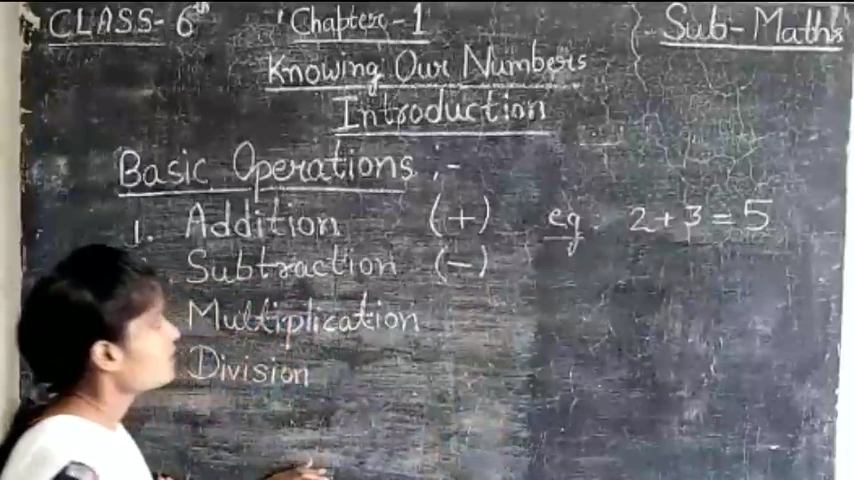 CLASS- 6th Chapter-1 Sub-Maths
Knowing Our Numbers
Introduction
Basic Operations :-
1. Addition (+) eg 2+3=5
Subtraction (-)
Multiplication
Division